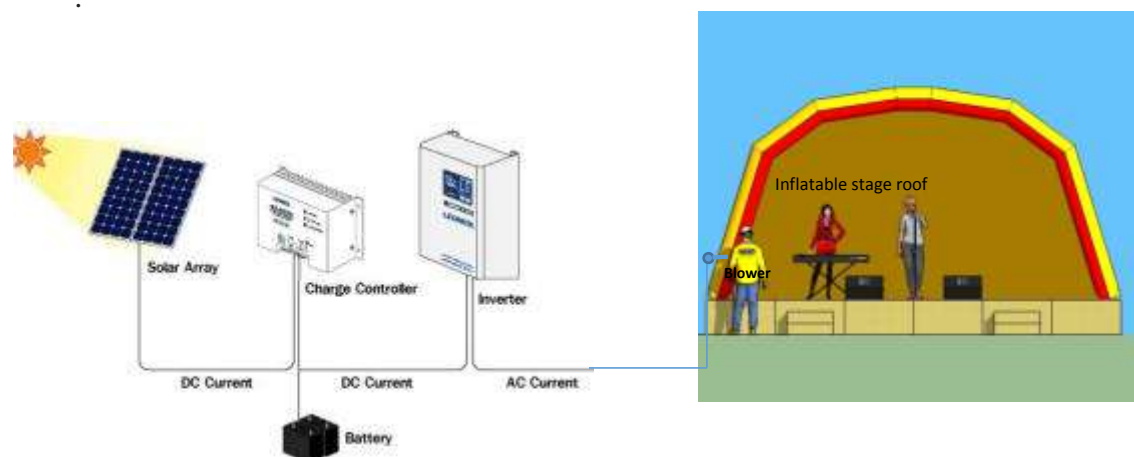 .
Solar Array
Charge Controller
Inverter
DC Current
DC Current
AC Current
Battery
Inflatable stage roof
Blower